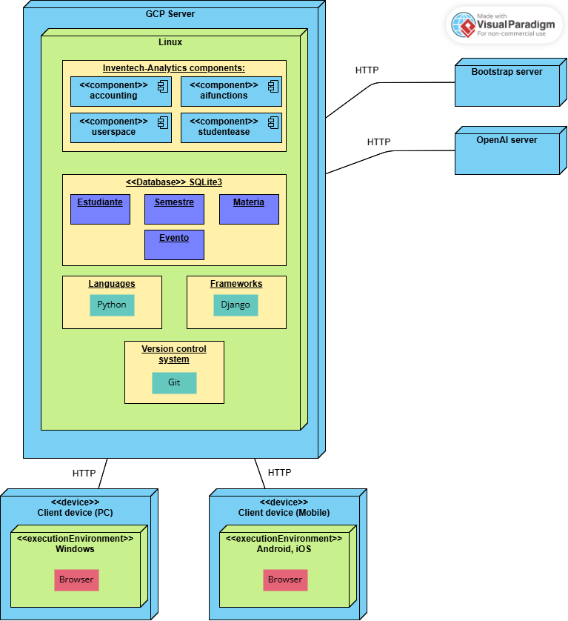 GCP Server
Made with
VisualParadigm
For non-commercial use
Linux
Inventech-Analytics components:
<<component>>
accounting
<<component>>
aifunctions
<<component>>
userspace
<<component>>
studentease
HTTP
Bootstrap server
HTTP
OpenAI server
<<Database>> SQLite3
Estudiante
Semestre
Materia
Evento
Languages
Python
Frameworks
Django
Version control
system
Git
HTTP
HTTP
<<device>>
Client device (PC)
<<executionEnvironment>>
Windows
Browser
<<device>>
Client device (Mobile)
<<executionEnvironment>>
Android, iOS
Browser